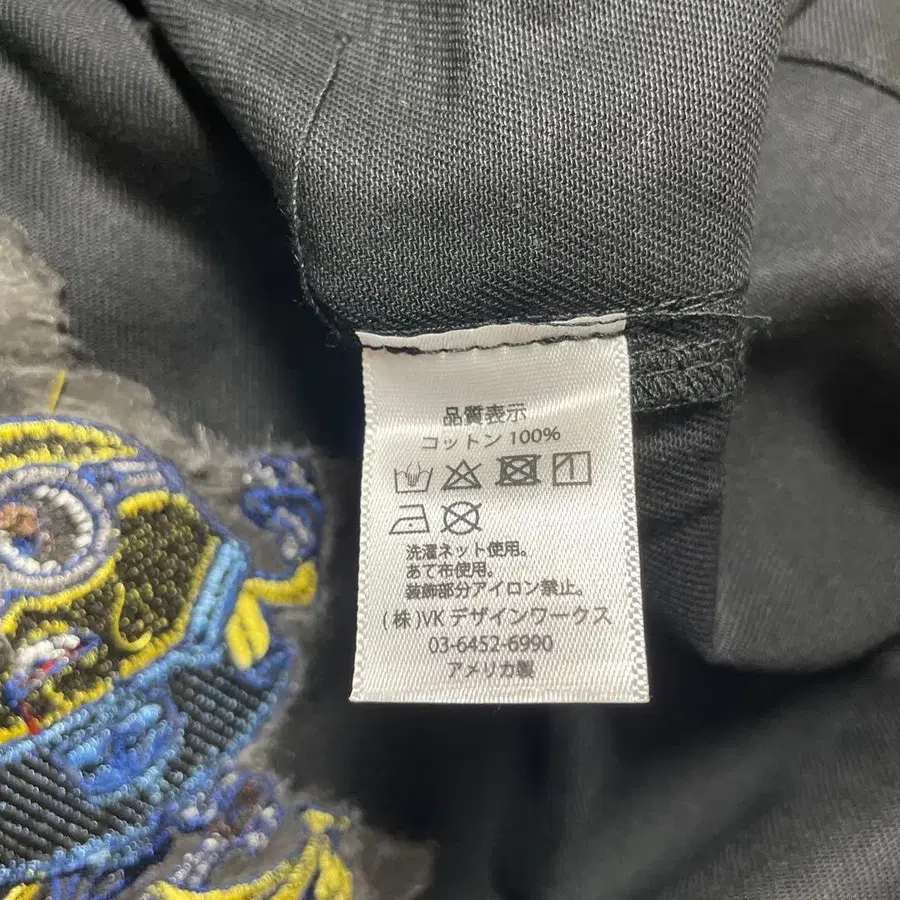 品質表示
コットン 100%
洗濯ネット使用。
あて布使用。
装飾部分アイロン禁止。
(株)VK デザインワークス
03-6452-6990
アメリカ製